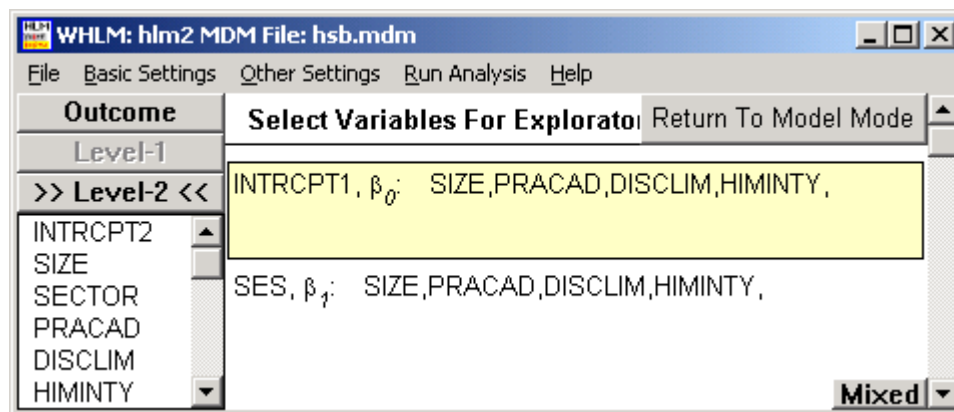 WHLM: hlm2 MDM File: hsb.mdm
File Basic Settings Other Settings Run Analysis Help
Outcome
Level-1
>> Level-2 <<
INTRCPT2
SIZE
SECTOR
PRACAD
DISCLIM
HIMINTY
Select Variables For Explorato
Return To Model Mode
INTRCPT1, β0: SIZE,PRACAD,DISCLIM,HIMINTY,
SES, β1: SIZE,PRACAD,DISCLIM,HIMINTY,
Mixed